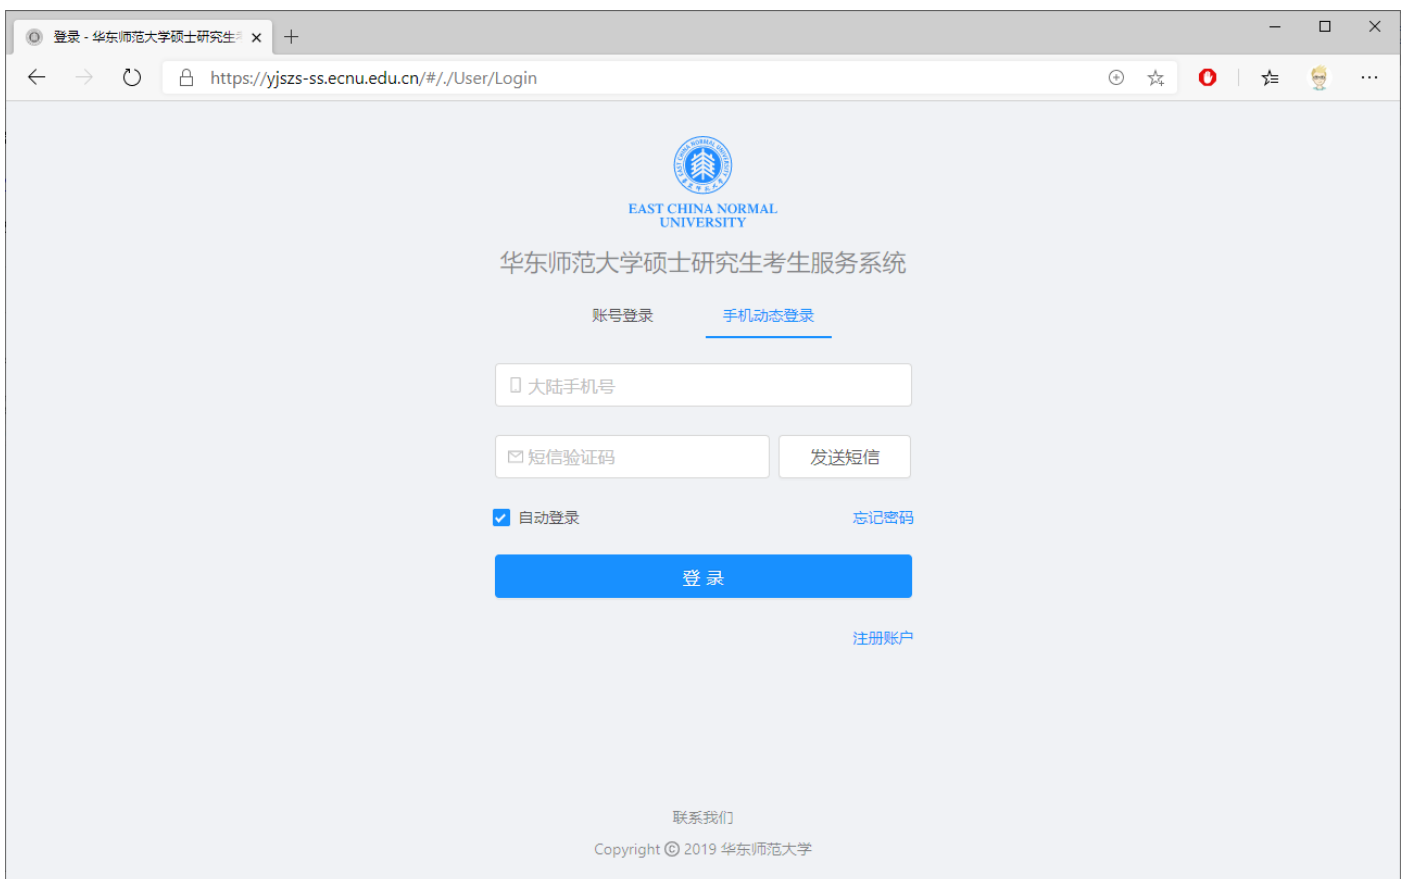 登录 - 华东师范大学硕士研究生
https://yjszs-ss.ecnu.edu.cn/#/./User/Login
EAST CHINA NORMAL UNIVERSITY
EAST CHINA NORMAL
UNIVERSITY
华东师范大学硕士研究生考生服务系统
账号登录 手机动态登录
大陆手机号
短信验证码 发送短信
自动登录 忘记密码
登录
注册账户
联系我们
Copyright © 2019 华东师范大学